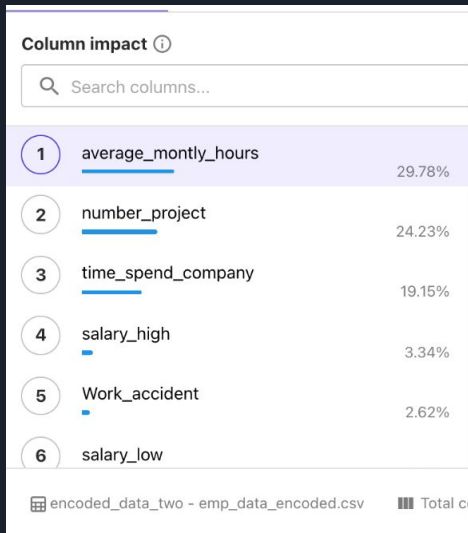 Column impact
Search columns...
1 average_montly_hours
29.78%
2 number_project
24.23%
3 time_spend_company
19.15%
4 salary_high
3.34%
5 Work_accident
2.62%
6 salary_low
encoded_data_two - emp_data_encoded.csv Total